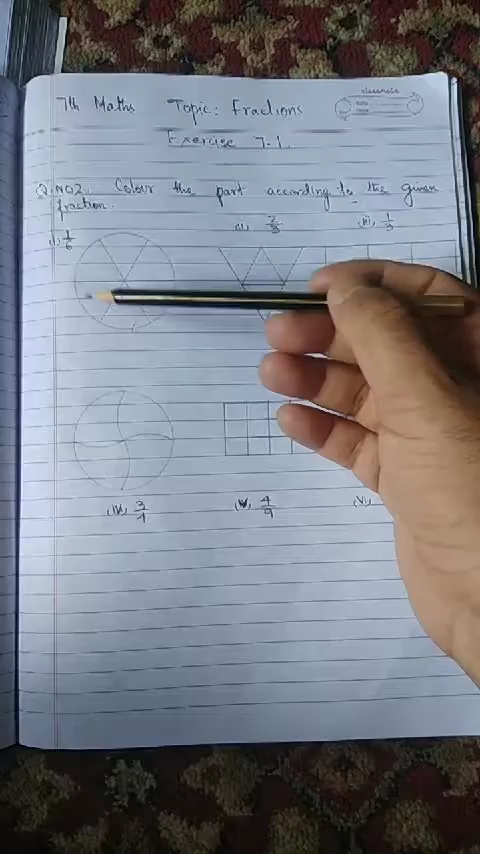 7th Maths Topic: Fractions
Exercise 7.1.
Q.NO2. Colour the part according to the given
fraction.
(i) 1/6 (ii) 2/3 (iii) 1/3
(iv) 3/4 (v) 4/9 (vi)